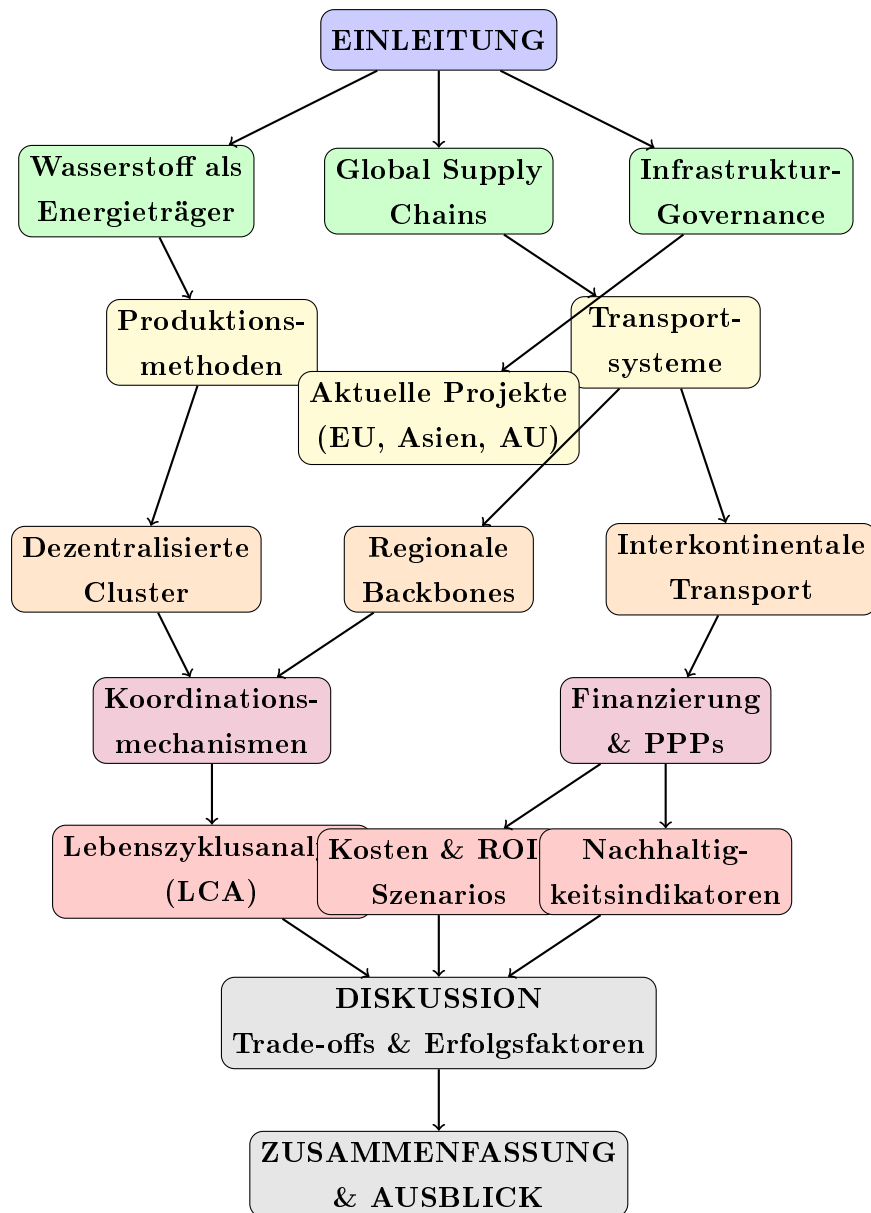 EINLEITUNG
Wasserstoff als
Energieträger
Global Supply
Chains
Infrastruktur-
Governance
Produktions-
methoden
Transport-
systeme
Aktuelle Projekte
(EU, Asien, AU)
Dezentralisierte
Cluster
Regionale
Backbones
Interkontinentale
Transport
Koordinations-
mechanismen
Finanzierung
& PPPs
Lebenszyklusanaly
(LCA)
Kosten & ROI
Szenarios
Nachhaltig-
keitsindikatoren
DISKUSSION
Trade-offs & Erfolgsfaktoren
ZUSAMMENFASSUNG
& AUSBLICK